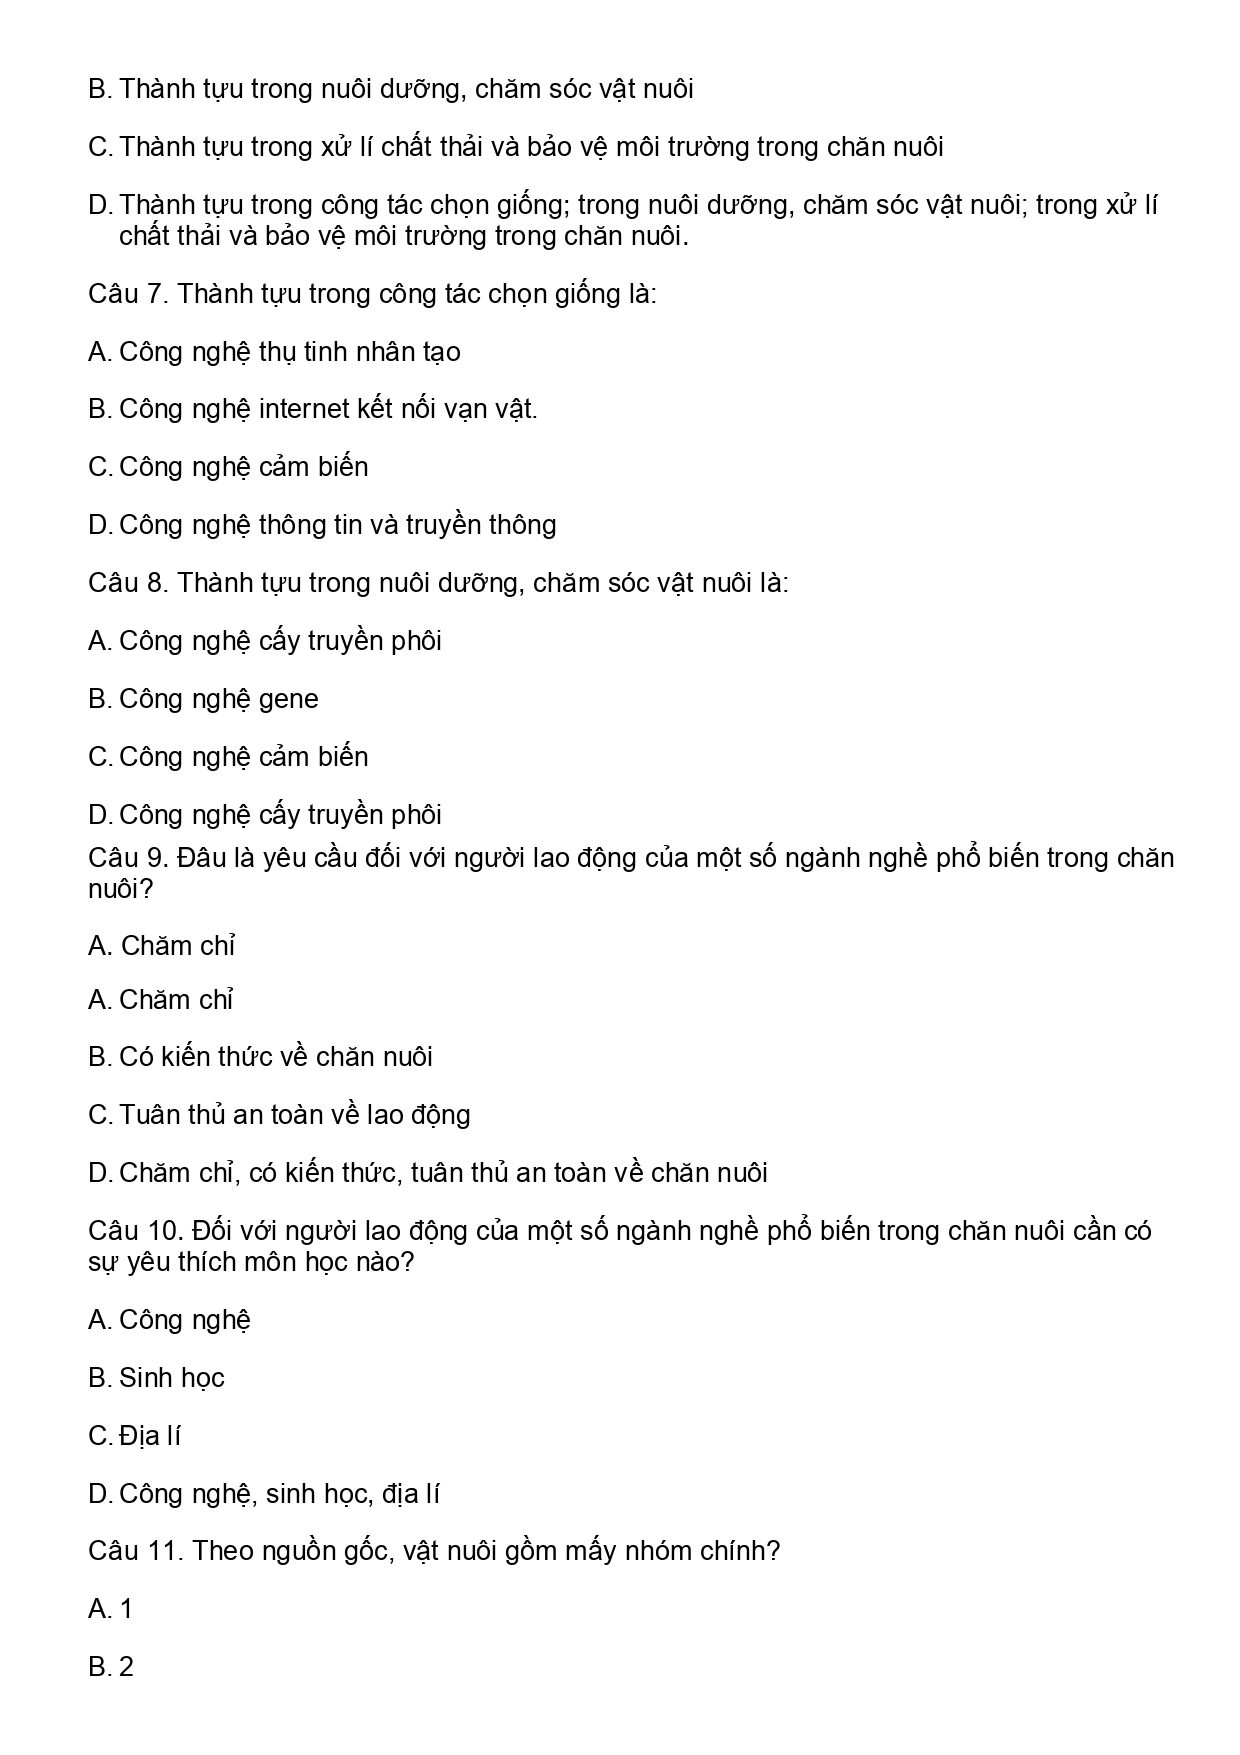 B. Thành tựu trong nuôi dưỡng, chăm sóc vật nuôi
C. Thành tựu trong xử lí chất thải và bảo vệ môi trường trong chăn nuôi
D. Thành tựu trong công tác chọn giống; trong nuôi dưỡng, chăm sóc vật nuôi; trong xử lí
chất thải và bảo vệ môi trường trong chăn nuôi.
Câu 7. Thành tựu trong công tác chọn giống là:
A. Công nghệ thụ tinh nhân tạo
B. Công nghệ internet kết nối vạn vật.
C. Công nghệ cảm biến
D. Công nghệ thông tin và truyền thông
Câu 8. Thành tựu trong nuôi dưỡng, chăm sóc vật nuôi là:
A. Công nghệ cấy truyền phôi
B. Công nghệ gene
C. Công nghệ cảm biến
D. Công nghệ cấy truyền phôi
Câu 9. Đâu là yêu cầu đối với người lao động của một số ngành nghề phổ biến trong chăn
nuôi?
A. Chăm chỉ
A. Chăm chỉ
B. Có kiến thức về chăn nuôi
C. Tuân thủ an toàn về lao động
D. Chăm chỉ, có kiến thức, tuân thủ an toàn về chăn nuôi
Câu 10. Đối với người lao động của một số ngành nghề phổ biến trong chăn nuôi cần có
sự yêu thích môn học nào?
A. Công nghệ
B. Sinh học
C. Địa lí
D. Công nghệ, sinh học, địa lí
Câu 11. Theo nguồn gốc, vật nuôi gồm mấy nhóm chính?
A. 1
B. 2